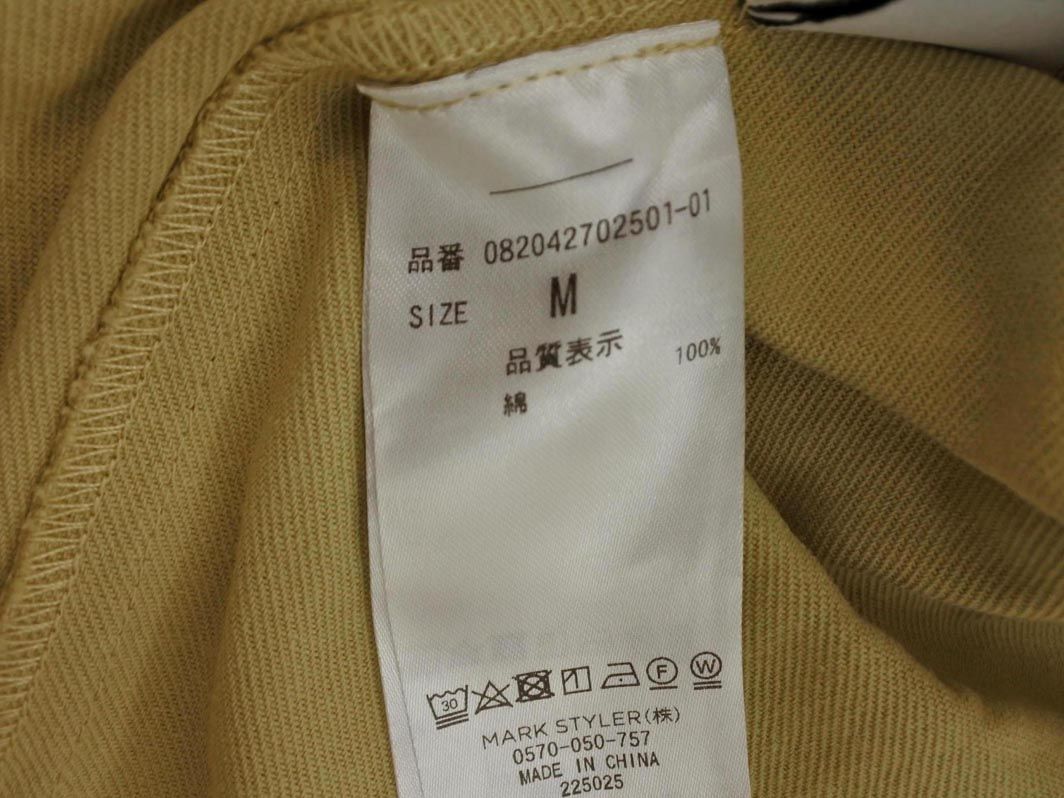 品番 082042702501-01
SIZE M
品質表示
綿 100%
30 F W
MARK STYLER(株)
0570-050-757
MADE IN CHINA
225025